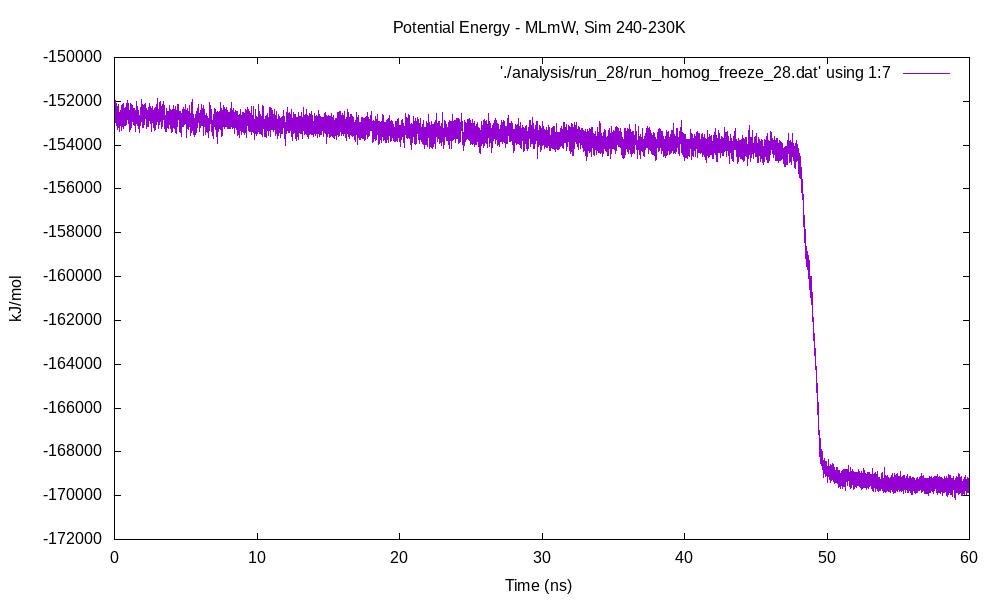 Potential Energy - MLmW, Sim 240-230K
'./analysis/run_28/run_homog_freeze_28.dat' using 1:7
-150000
-152000
-154000
-156000
-158000
-160000
-162000
-164000
-166000
-168000
-170000
-172000
kJ/mol
0 10 20 30 40 50 60
Time (ns)